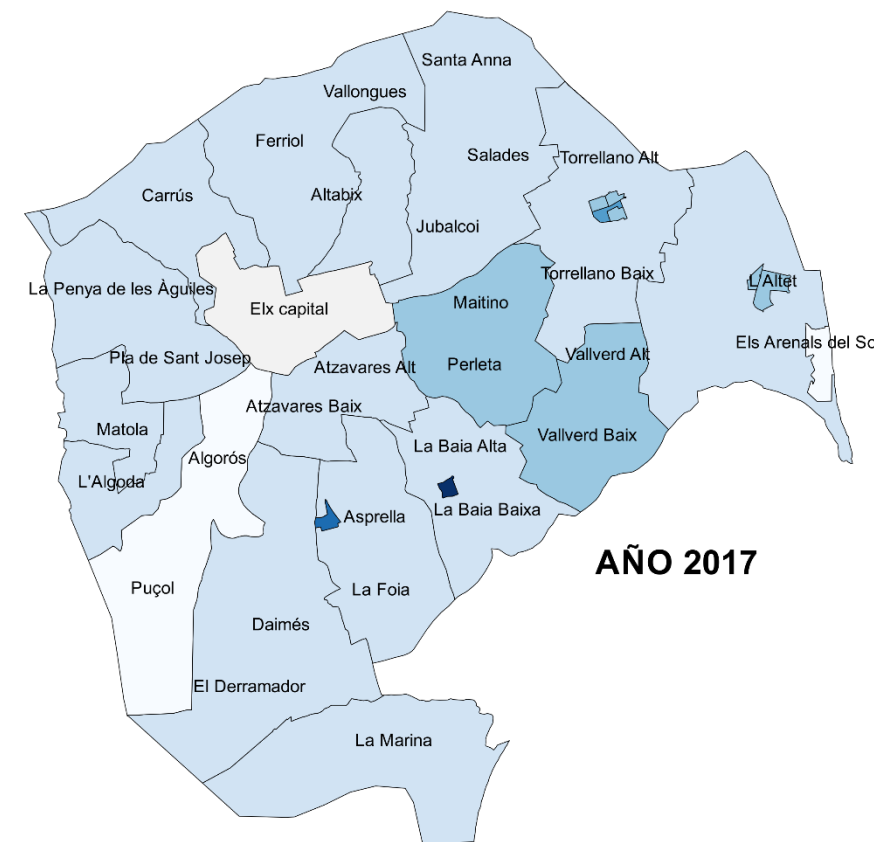 Santa Anna
Vallongues
Ferriol
Salades
Torrellano Alt
Carrús
Altabix
Jubalcoi
Torrellano Baix
L'Altet
La Penya de les Àguiles
Maitino
Elx capital
Els Arenals del So
Pla de Sant Josep
Vallverd Alt
Atzavares Alt
Perleta
Atzavares Baix
Matola
Vallverd Baix
La Baia Alta
Algorós
L'Algoda
La Baia Baixa
Asprella
AÑO 2017
Puçol
La Foia
Daimés
El Derramador
La Marina